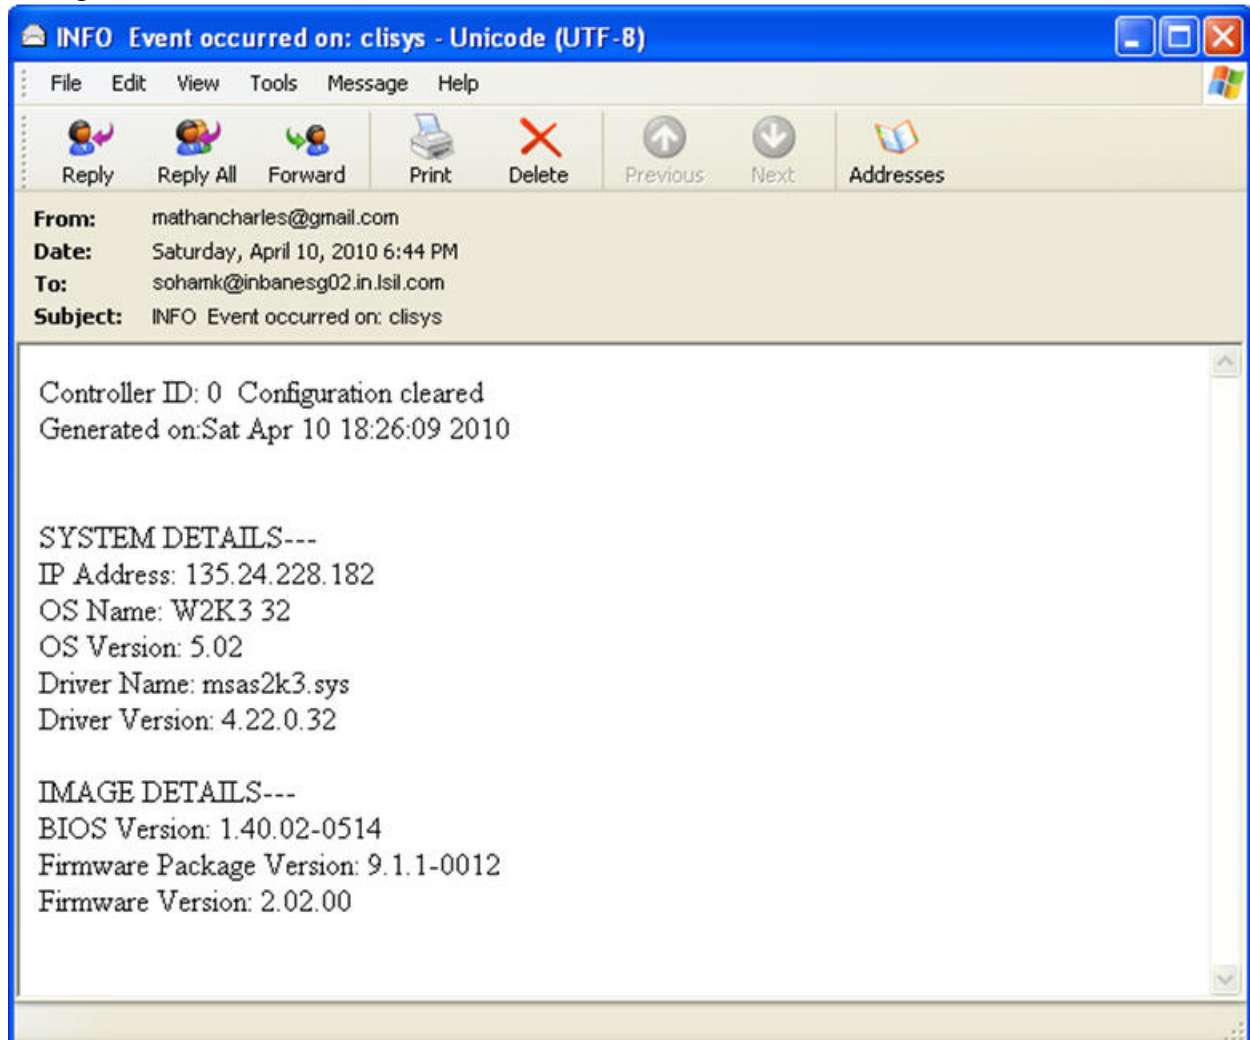 INFO  Event occurred on: clisys - Unicode (UTF-8)
File Edit View Tools Message Help
Reply Reply All Forward Print Delete Previous Next Addresses
From: mathancharles@gmail.com
Date: Saturday, April 10, 2010 6:44 PM
To: sohamk@inbanesg02.in.lsil.com
Subject: INFO  Event occurred on: clisys
Controller ID: 0  Configuration cleared
Generated on:Sat Apr 10 18:26:09 2010
SYSTEM DETAILS---
IP Address: 135.24.228.182
OS Name: W2K3 32
OS Version: 5.02
Driver Name: msas2k3.sys
Driver Version: 4.22.0.32
IMAGE DETAILS---
BIOS Version: 1.40.02-0514
Firmware Package Version: 9.1.1-0012
Firmware Version: 2.02.00